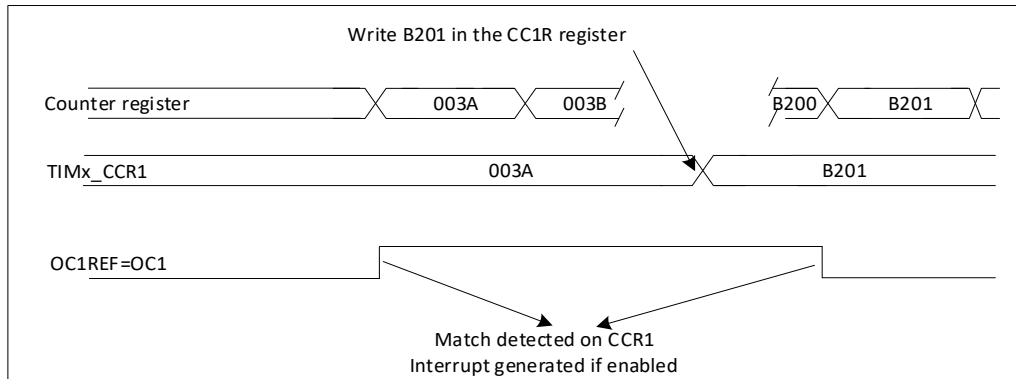 Write B201 in the CC1R register
Counter register 003A 003B B200 B201
TIMx_CCR1 003A B201
OC1REF=OC1
Match detected on CCR1
Interrupt generated if enabled